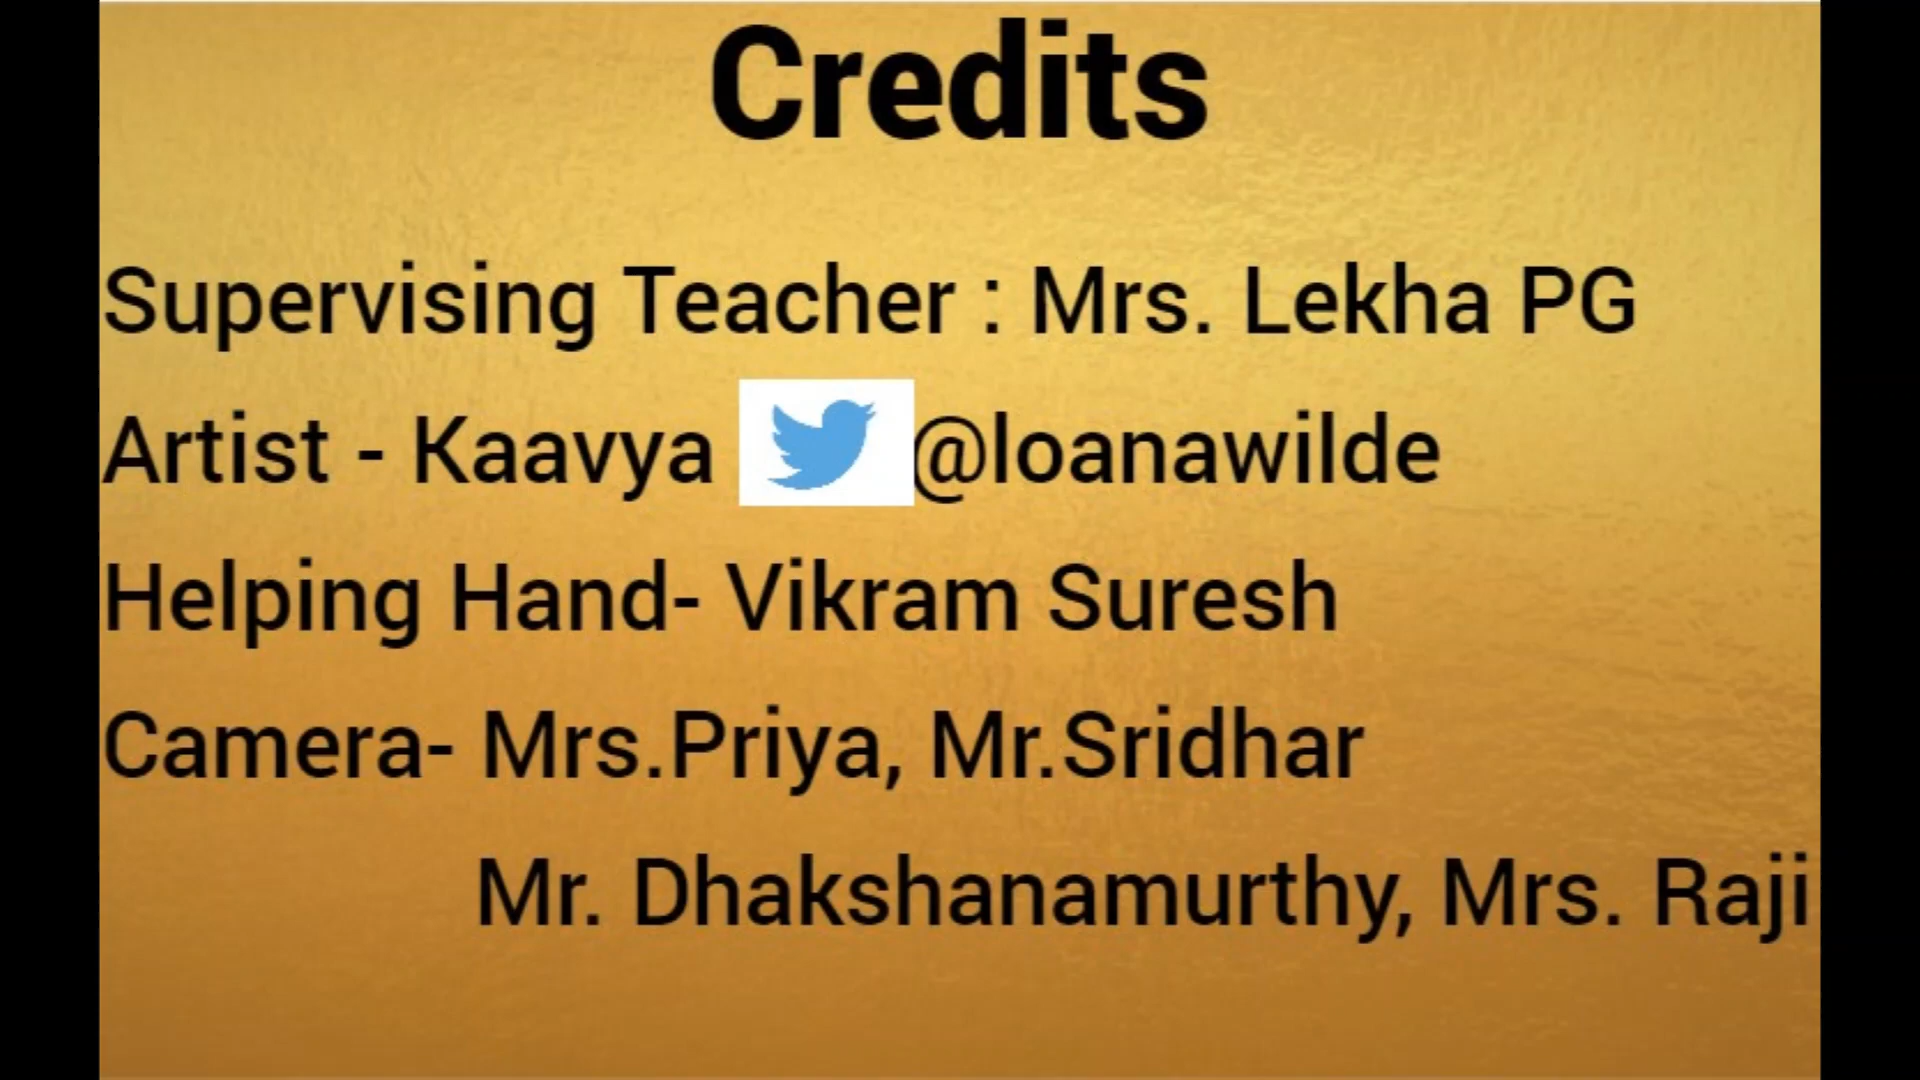 Credits
Supervising Teacher : Mrs. Lekha PG
Artist - Kaavya @loanawilde
Helping Hand- Vikram Suresh
Camera- Mrs.Priya, Mr.Sridhar
Mr. Dhakshanamurthy, Mrs. Raji